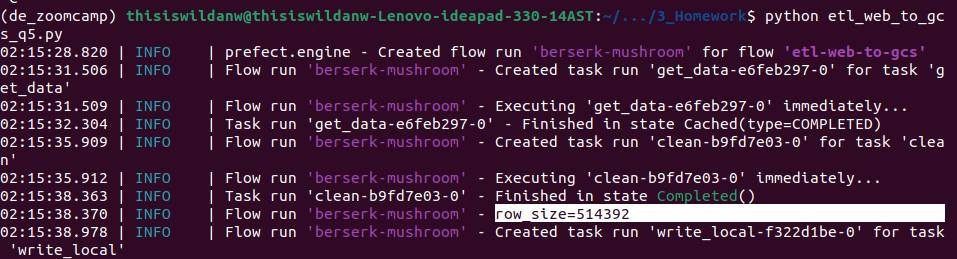 (de_zoomcamp) thisiswildanw@thisiswildanw-Lenovo-ideapad-330-14AST:~/.../3_Homework$ python etl_web_to_gc
s_q5.py
02:15:28.820 | INFO    | prefect.engine - Created flow run 'berserk-mushroom' for flow 'etl-web-to-gcs'
02:15:31.506 | INFO    | Flow run 'berserk-mushroom' - Created task run 'get_data-e6feb297-0' for task 'g
et_data'
02:15:31.509 | INFO    | Flow run 'berserk-mushroom' - Executing 'get_data-e6feb297-0' immediately...
02:15:32.304 | INFO    | Task run 'get_data-e6feb297-0' - Finished in state Cached(type=COMPLETED)
02:15:35.909 | INFO    | Flow run 'berserk-mushroom' - Created task run 'clean-b9fd7e03-0' for task 'clea
n'
02:15:35.912 | INFO    | Flow run 'berserk-mushroom' - Executing 'clean-b9fd7e03-0' immediately...
02:15:38.363 | INFO    | Task run 'clean-b9fd7e03-0' - Finished in state Completed()
02:15:38.370 | INFO    | Flow run 'berserk-mushroom' - row_size=514392
02:15:38.978 | INFO    | Flow run 'berserk-mushroom' - Created task run 'write_local-f322d1be-0' for task
 'write_local'